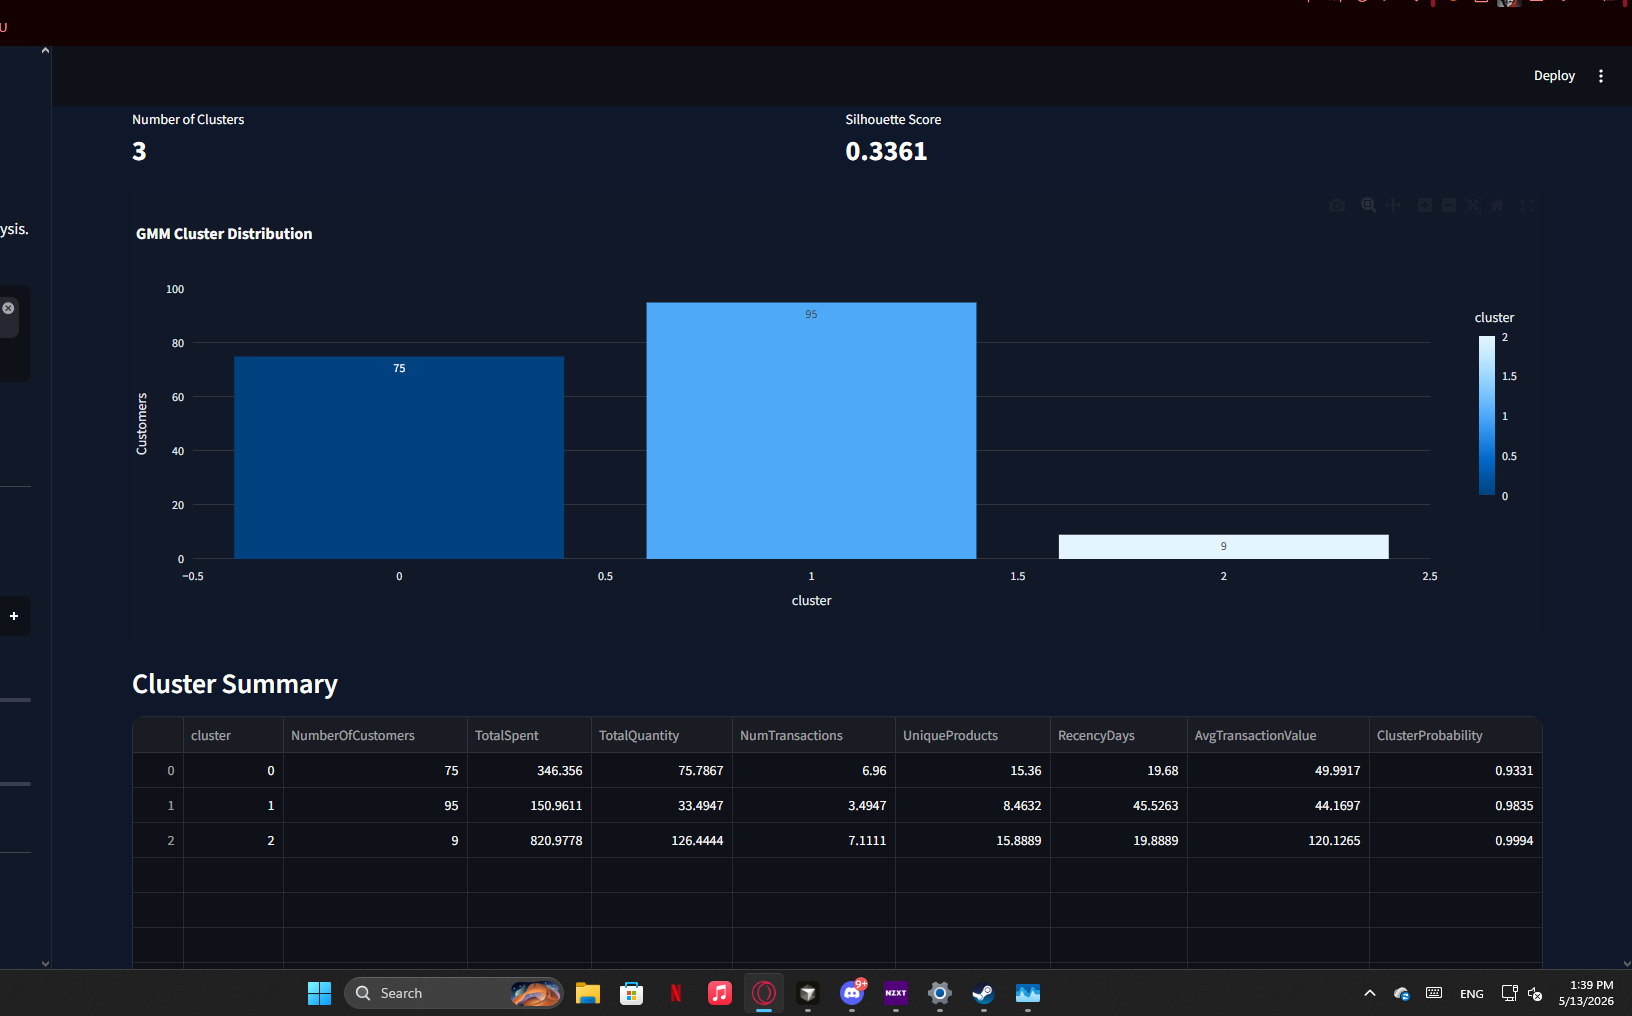 U
Deploy
Number of Clusters
3
Silhouette Score
0.3361
ysis.
GMM Cluster Distribution
100
80
60
40
20
0
Customers
75
95
9
−0.5
0
0.5
1
1.5
2
2.5
cluster
cluster
2
1.5
1
0.5
0
Cluster Summary
cluster NumberOfCustomers TotalSpent TotalQuantity NumTransactions UniqueProducts RecencyDays AvgTransactionValue ClusterProbability
0 0 75 346.356 75.7867 6.96 15.36 19.68 49.9917 0.9331
1 1 95 150.9611 33.4947 3.4947 8.4632 45.5263 44.1697 0.9835
2 2 9 820.9778 126.4444 7.1111 15.8889 19.8889 120.1265 0.9994
Search
N
9+
NZXT
ENG
1:39 PM
5/13/2026